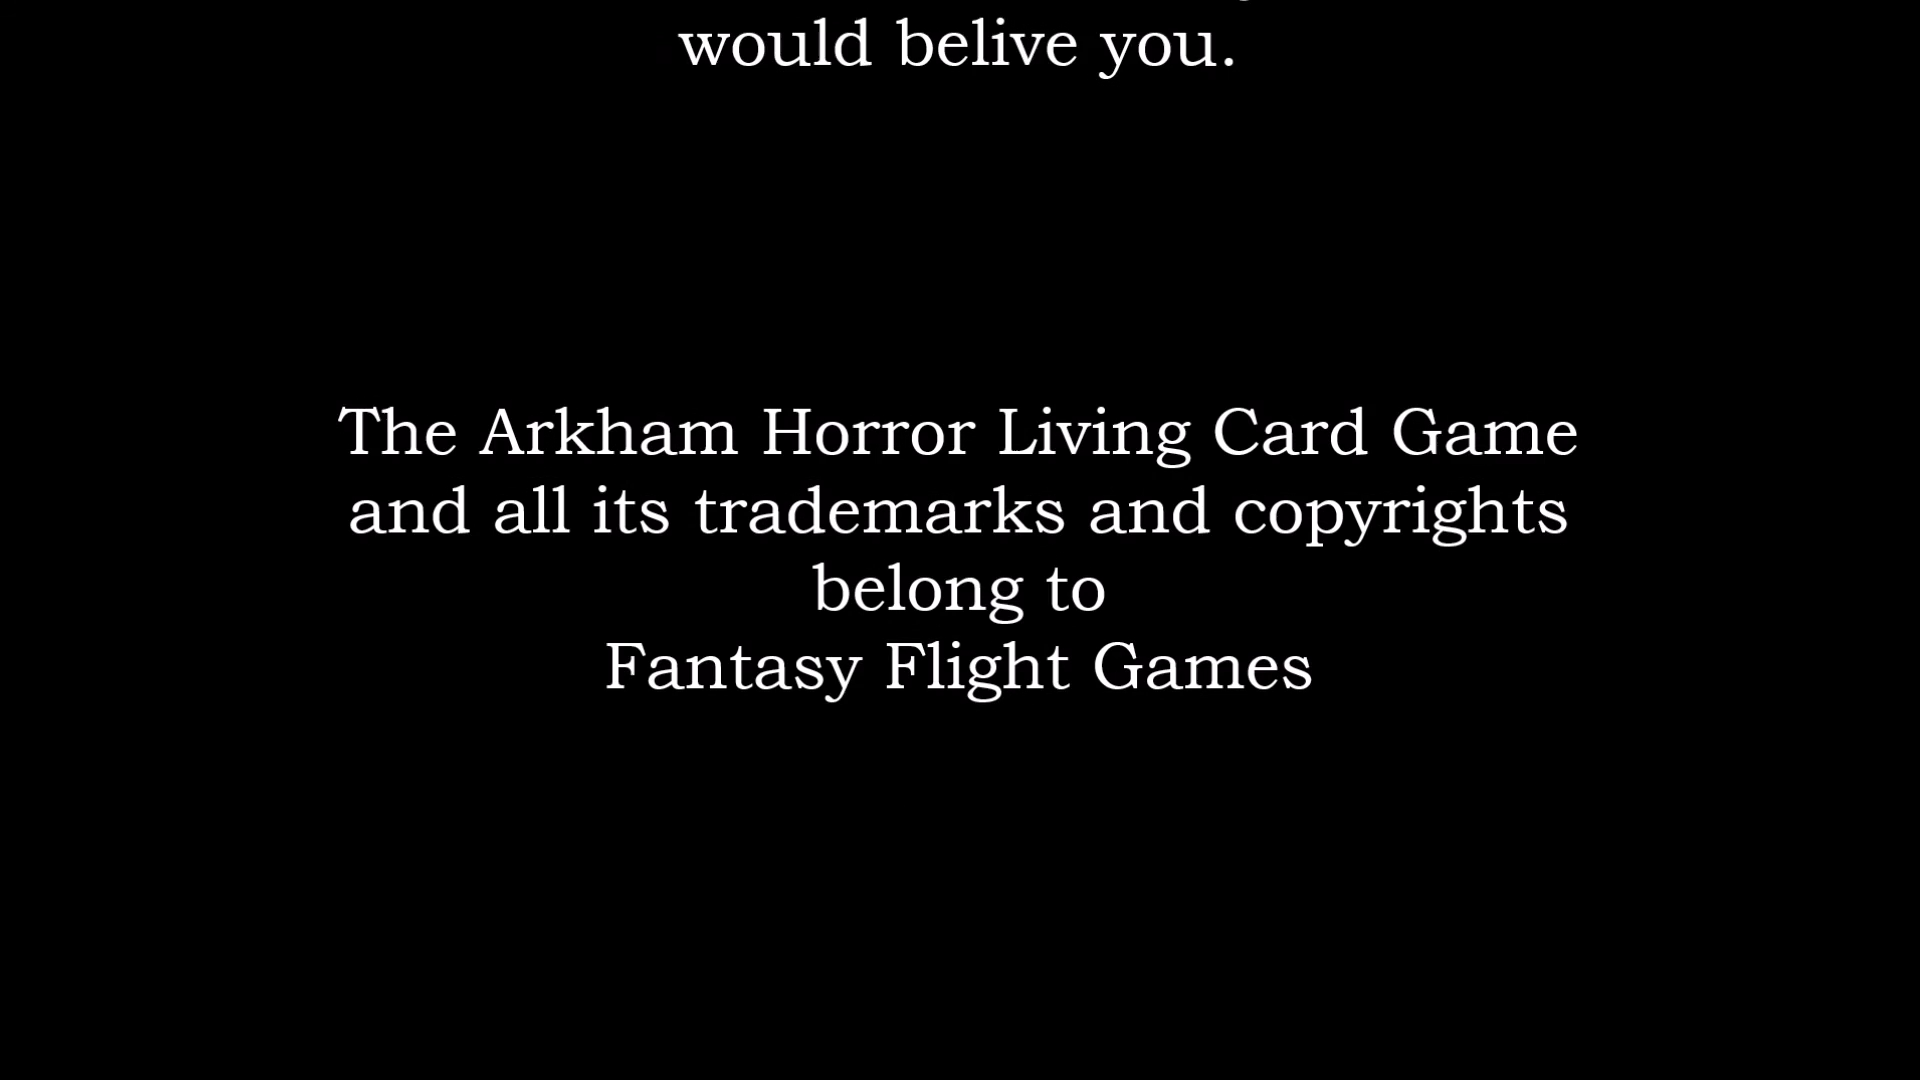 would belive you.
The Arkham Horror Living Card Game
and all its trademarks and copyrights
belong to
Fantasy Flight Games